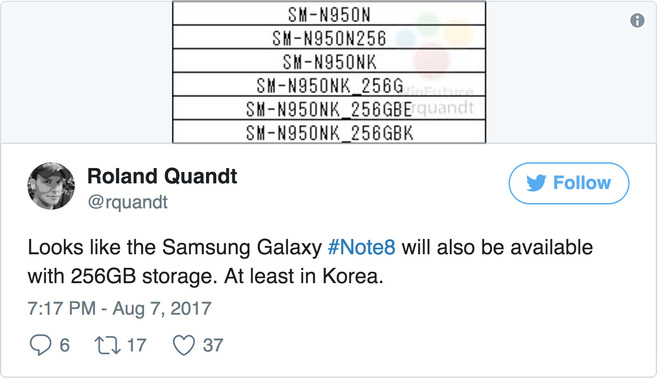 SM-N950N
SM-N950N256
SM-N950NK
SM-N950NK_256G
WinFuture
SM-N950NK_256GBE
rquandt
SM-N950NK_256GBK
Roland Quandt
@rquandt
Follow
Looks like the Samsung Galaxy #Note8 will also be available
with 256GB storage. At least in Korea.
7:17 PM - Aug 7, 2017
6 17 37